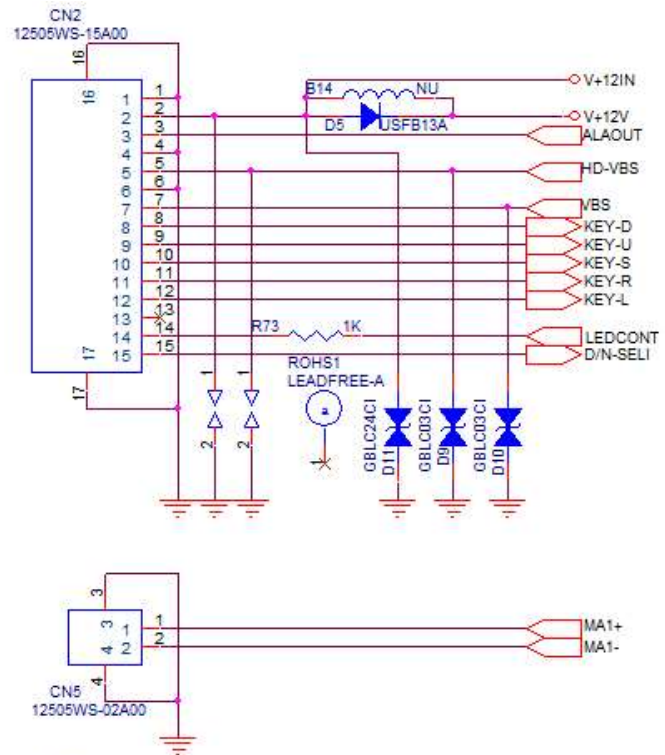 CN2
12505WS-15A00
16
16
1
2
3
4
5
6
7
8
9
10
11
12
13
14
15
1
2
3
4
5
6
7
8
9
10
11
12
13
14
15
17
17
B14
NU
D5
USFB13A
V+12IN
V+12V
ALAOUT
HD-VBS
VBS
KEY-D
KEY-U
KEY-S
KEY-R
KEY-L
R73
1K
LEDCONT
D/N-SELI
ROHS1
LEADFREE-A
a
1
1
2
1
2
GBLC24CI
D11
GBLC03CI
D9
GBLC03CI
D10
3
3
1
2
4
1
2
4
MA1+
MA1-
CN5
12505WS-02A00